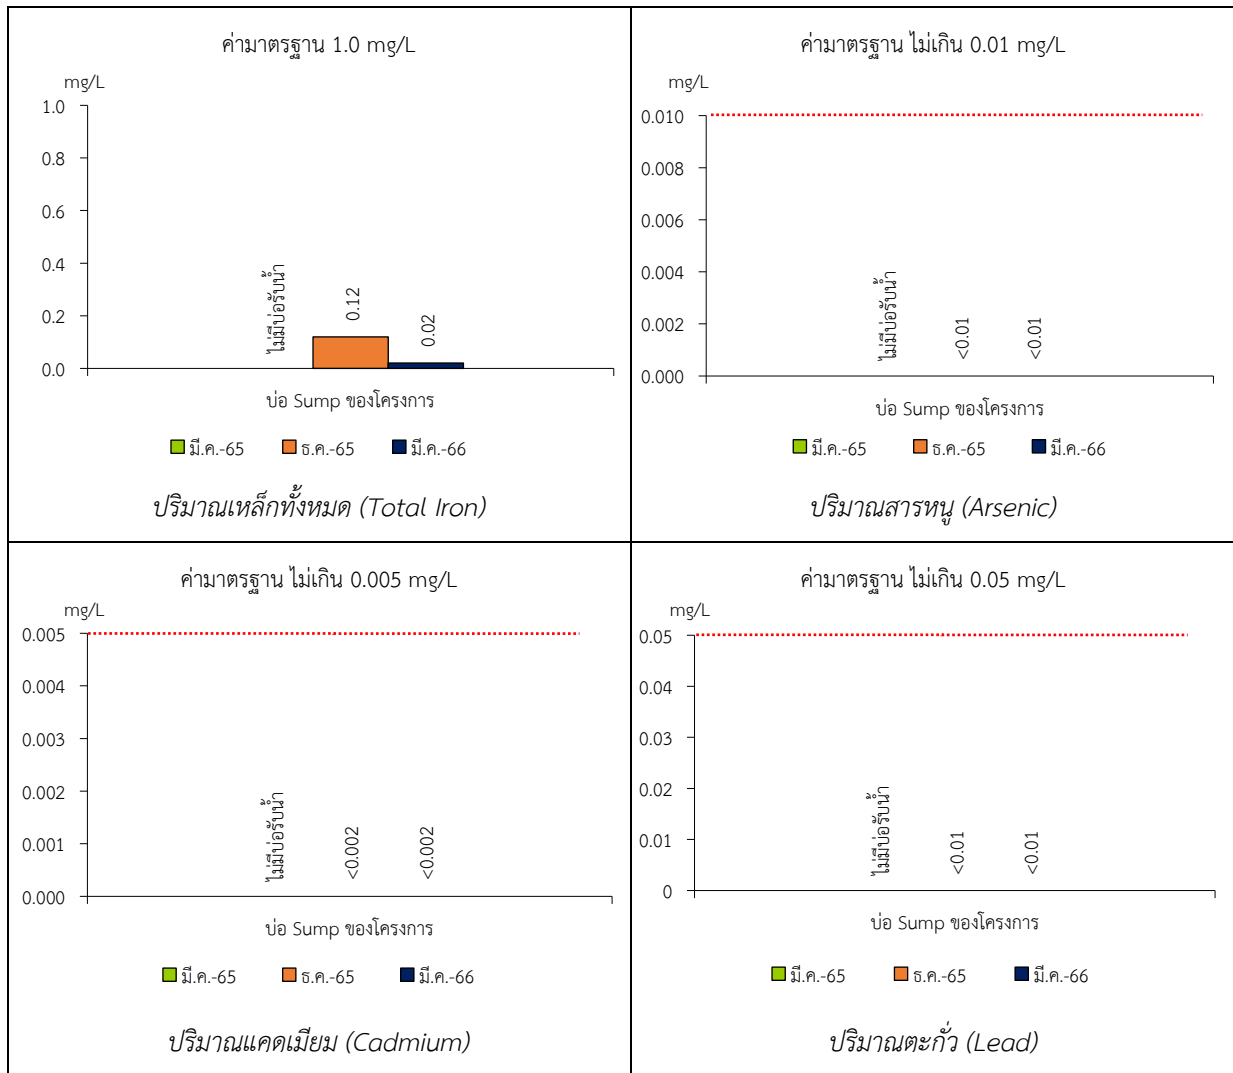 ค่ามาตรฐาน 1.0 mg/L
mg/L
1.0
0.8
0.6
0.4
0.2
0.0
ไม่มีบ่อรับน้ำ
0.12
0.02
บ่อ Sump ของโครงการ
มี.ค.-65 ธ.ค.-65 มี.ค.-66
ปริมาณเหล็กทั้งหมด (Total Iron)
ค่ามาตรฐาน ไม่เกิน 0.01 mg/L
mg/L
0.010
0.008
0.006
0.004
0.002
0.000
ไม่มีบ่อรับน้ำ
<0.01
<0.01
บ่อ Sump ของโครงการ
มี.ค.-65 ธ.ค.-65 มี.ค.-66
ปริมาณสารหนู (Arsenic)
ค่ามาตรฐาน ไม่เกิน 0.005 mg/L
mg/L
0.005
0.004
0.003
0.002
0.001
0.000
ไม่มีบ่อรับน้ำ
<0.002
<0.002
บ่อ Sump ของโครงการ
มี.ค.-65 ธ.ค.-65 มี.ค.-66
ปริมาณแคดเมียม (Cadmium)
ค่ามาตรฐาน ไม่เกิน 0.05 mg/L
mg/L
0.05
0.04
0.03
0.02
0.01
0
ไม่มีบ่อรับน้ำ
<0.01
<0.01
บ่อ Sump ของโครงการ
มี.ค.-65 ธ.ค.-65 มี.ค.-66
ปริมาณตะกั่ว (Lead)